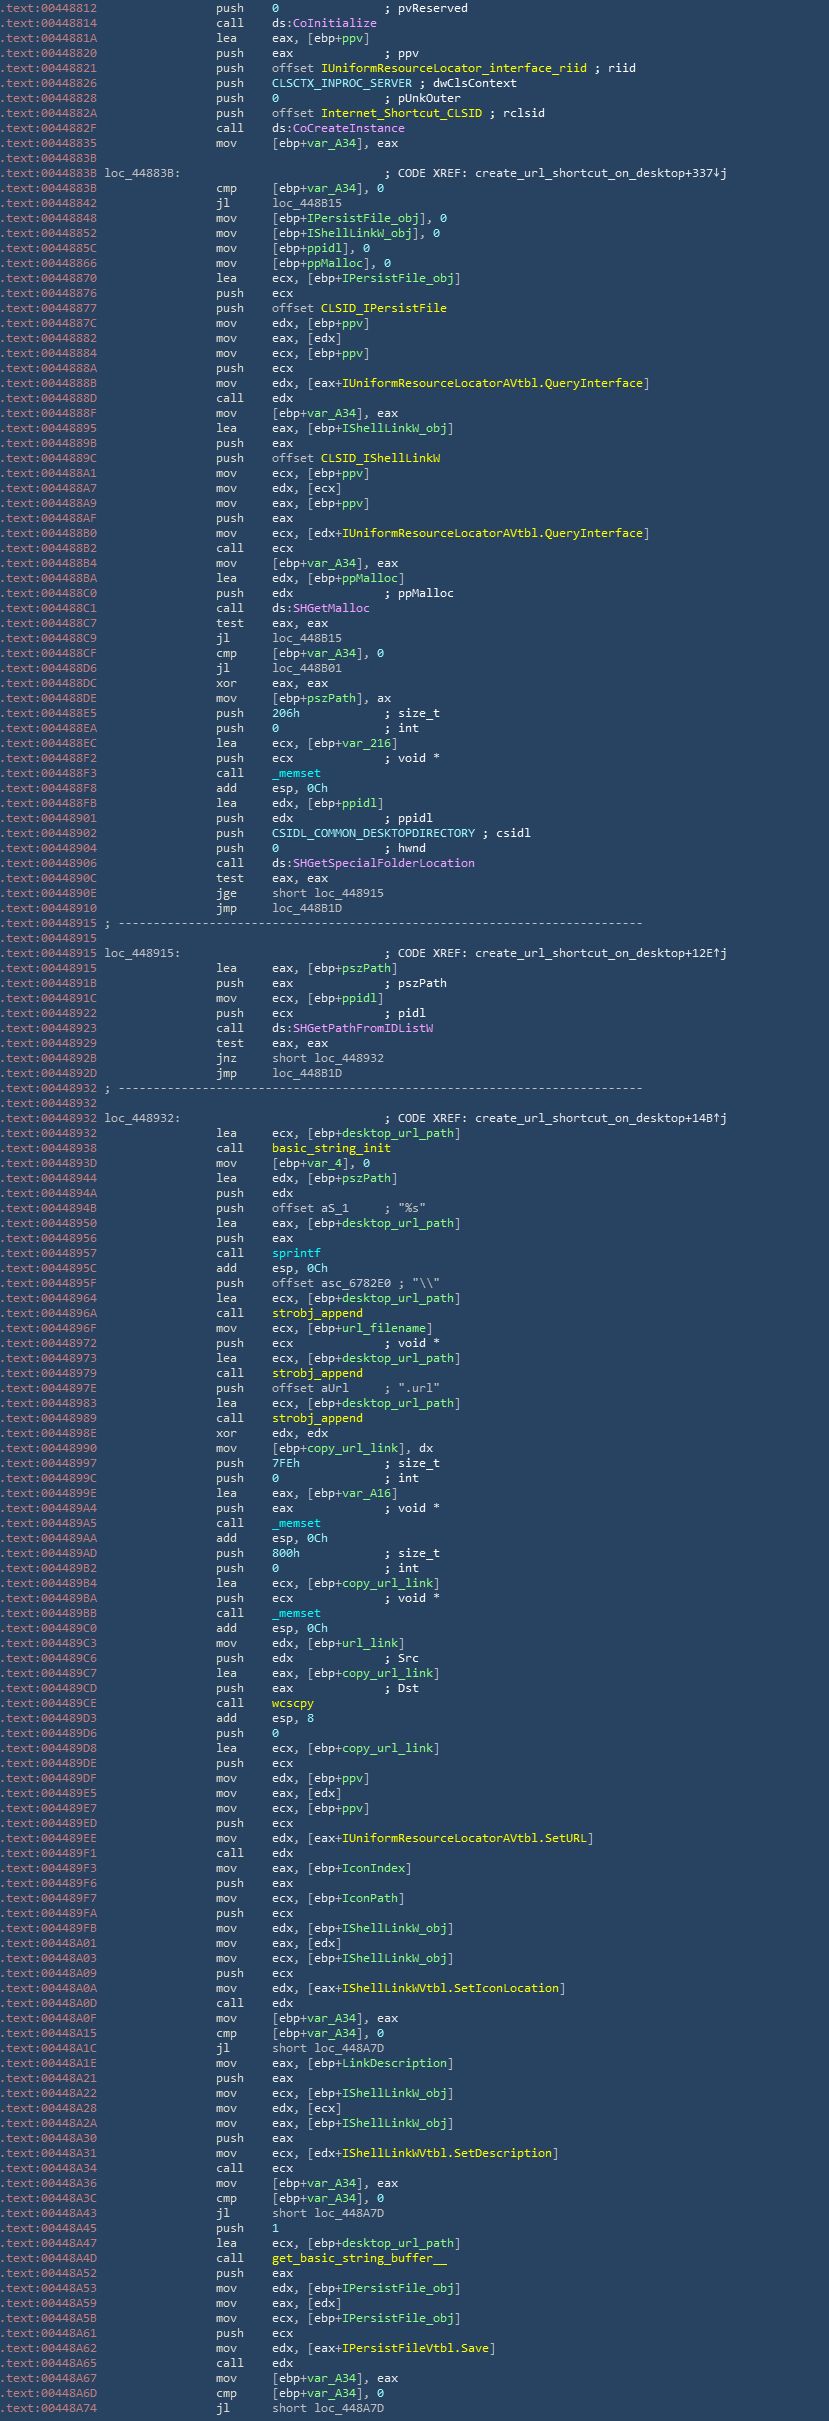 .text:00448812 push 0 ; pvReserved
.text:00448814 call ds:CoInitialize
.text:0044881A lea eax, [ebp+ppv]
.text:00448820 push eax ; ppv
.text:00448821 push offset IUniformResourceLocator_interface_riid ; riid
.text:00448826 push CLSCTX_INPROC_SERVER ; dwClsContext
.text:00448828 push 0 ; pUnkOuter
.text:0044882A push offset Internet_Shortcut_CLSID ; rclsid
.text:0044882F call ds:CoCreateInstance
.text:00448835 mov [ebp+var_A34], eax
.text:0044883B
.text:0044883B loc_44883B: ; CODE XREF: create_url_shortcut_on_desktop+337↓j
.text:0044883B cmp [ebp+var_A34], 0
.text:00448842 jl loc_448B15
.text:00448848 mov [ebp+IPersistFile_obj], 0
.text:00448852 mov [ebp+IShellLinkW_obj], 0
.text:0044885C mov [ebp+ppidl], 0
.text:00448866 mov [ebp+ppMalloc], 0
.text:00448870 lea ecx, [ebp+IPersistFile_obj]
.text:00448876 push ecx
.text:00448877 push offset CLSID_IPersistFile
.text:0044887C mov edx, [ebp+ppv]
.text:00448882 mov eax, [edx]
.text:00448884 mov ecx, [ebp+ppv]
.text:0044888A push ecx
.text:0044888B mov edx, [eax+IUniformResourceLocatorAVtbl.QueryInterface]
.text:0044888D call edx
.text:0044888F mov [ebp+var_A34], eax
.text:00448895 lea eax, [ebp+IShellLinkW_obj]
.text:0044889B push eax
.text:0044889C push offset CLSID_IShellLinkW
.text:004488A1 mov ecx, [ebp+ppv]
.text:004488A7 mov edx, [ecx]
.text:004488A9 mov eax, [ebp+ppv]
.text:004488AF push eax
.text:004488B0 mov ecx, [edx+IUniformResourceLocatorAVtbl.QueryInterface]
.text:004488B2 call ecx
.text:004488B4 mov [ebp+var_A34], eax
.text:004488BA lea edx, [ebp+ppMalloc]
.text:004488C0 push edx ; ppMalloc
.text:004488C1 call ds:SHGetMalloc
.text:004488C7 test eax, eax
.text:004488C9 jl loc_448B15
.text:004488CF cmp [ebp+var_A34], 0
.text:004488D6 jl loc_448B01
.text:004488DC xor eax, eax
.text:004488DE mov [ebp+pszPath], ax
.text:004488E5 push 206h ; size_t
.text:004488EA push 0 ; int
.text:004488EC lea ecx, [ebp+var_216]
.text:004488F2 push ecx ; void *
.text:004488F3 call _memset
.text:004488F8 add esp, 0Ch
.text:004488FB lea edx, [ebp+ppidl]
.text:00448901 push edx ; ppidl
.text:00448902 push CSIDL_COMMON_DESKTOPDIRECTORY ; csidl
.text:00448904 push 0 ; hwnd
.text:00448906 call ds:SHGetSpecialFolderLocation
.text:0044890C test eax, eax
.text:0044890E jge short loc_448915
.text:00448910 jmp loc_448B1D
.text:00448915 ; ---------------------------------------------------------------------------
.text:00448915
.text:00448915 loc_448915: ; CODE XREF: create_url_shortcut_on_desktop+12E↑j
.text:00448915 lea eax, [ebp+pszPath]
.text:0044891B push eax ; pszPath
.text:0044891C mov ecx, [ebp+ppidl]
.text:00448922 push ecx ; pidl
.text:00448923 call ds:SHGetPathFromIDListW
.text:00448929 test eax, eax
.text:0044892B jnz short loc_448932
.text:0044892D jmp loc_448B1D
.text:00448932 ; ---------------------------------------------------------------------------
.text:00448932
.text:00448932 loc_448932: ; CODE XREF: create_url_shortcut_on_desktop+14B↑j
.text:00448932 lea ecx, [ebp+desktop_url_path]
.text:00448938 call basic_string_init
.text:0044893D mov [ebp+var_4], 0
.text:00448944 lea edx, [ebp+pszPath]
.text:0044894A push edx
.text:0044894B push offset aS_1 ; "%s"
.text:00448950 lea eax, [ebp+desktop_url_path]
.text:00448956 push eax
.text:00448957 call sprintf
.text:0044895C add esp, 0Ch
.text:0044895F push offset asc_6782E0 ; "\\"
.text:00448964 lea ecx, [ebp+desktop_url_path]
.text:0044896A call strobj_append
.text:0044896F mov ecx, [ebp+url_filename]
.text:00448972 push ecx ; void *
.text:00448973 lea ecx, [ebp+desktop_url_path]
.text:00448979 call strobj_append
.text:0044897E push offset aUrl ; ".url"
.text:00448983 lea ecx, [ebp+desktop_url_path]
.text:00448989 call strobj_append
.text:0044898E xor edx, edx
.text:00448990 mov [ebp+copy_url_link], dx
.text:00448997 push 7FEh ; size_t
.text:0044899C push 0 ; int
.text:0044899E lea eax, [ebp+var_A16]
.text:004489A4 push eax ; void *
.text:004489A5 call _memset
.text:004489AA add esp, 0Ch
.text:004489AD push 800h ; size_t
.text:004489B2 push 0 ; int
.text:004489B4 lea ecx, [ebp+copy_url_link]
.text:004489BA push ecx ; void *
.text:004489BB call _memset
.text:004489C0 add esp, 0Ch
.text:004489C3 mov edx, [ebp+url_link]
.text:004489C6 push edx ; Src
.text:004489C7 lea eax, [ebp+copy_url_link]
.text:004489CD push eax ; Dst
.text:004489CE call wcscpy
.text:004489D3 add esp, 8
.text:004489D6 push 0
.text:004489D8 lea ecx, [ebp+copy_url_link]
.text:004489DE push ecx
.text:004489DF mov edx, [ebp+ppv]
.text:004489E5 mov eax, [edx]
.text:004489E7 mov ecx, [ebp+ppv]
.text:004489ED push ecx
.text:004489EE mov edx, [eax+IUniformResourceLocatorAVtbl.SetURL]
.text:004489F1 call edx
.text:004489F3 mov eax, [ebp+IconIndex]
.text:004489F6 push eax
.text:004489F7 mov ecx, [ebp+IconPath]
.text:004489FA push ecx
.text:004489FB mov edx, [ebp+IShellLinkW_obj]
.text:00448A01 mov eax, [edx]
.text:00448A03 mov ecx, [ebp+IShellLinkW_obj]
.text:00448A09 push ecx
.text:00448A0A mov edx, [eax+IShellLinkWVtbl.SetIconLocation]
.text:00448A0D call edx
.text:00448A0F mov [ebp+var_A34], eax
.text:00448A15 cmp [ebp+var_A34], 0
.text:00448A1C jl short loc_448A7D
.text:00448A1E mov eax, [ebp+LinkDescription]
.text:00448A21 push eax
.text:00448A22 mov ecx, [ebp+IShellLinkW_obj]
.text:00448A28 mov edx, [ecx]
.text:00448A2A mov eax, [ebp+IShellLinkW_obj]
.text:00448A30 push eax
.text:00448A31 mov ecx, [edx+IShellLinkWVtbl.SetDescription]
.text:00448A34 call ecx
.text:00448A36 mov [ebp+var_A34], eax
.text:00448A3C cmp [ebp+var_A34], 0
.text:00448A43 jl short loc_448A7D
.text:00448A45 push 1
.text:00448A47 lea ecx, [ebp+desktop_url_path]
.text:00448A4D call get_basic_string_buffer__
.text:00448A52 push eax
.text:00448A53 mov edx, [ebp+IPersistFile_obj]
.text:00448A59 mov eax, [edx]
.text:00448A5B mov ecx, [ebp+IPersistFile_obj]
.text:00448A61 push ecx
.text:00448A62 mov edx, [eax+IPersistFileVtbl.Save]
.text:00448A65 call edx
.text:00448A67 mov [ebp+var_A34], eax
.text:00448A6D cmp [ebp+var_A34], 0
.text:00448A74 jl short loc_448A7D